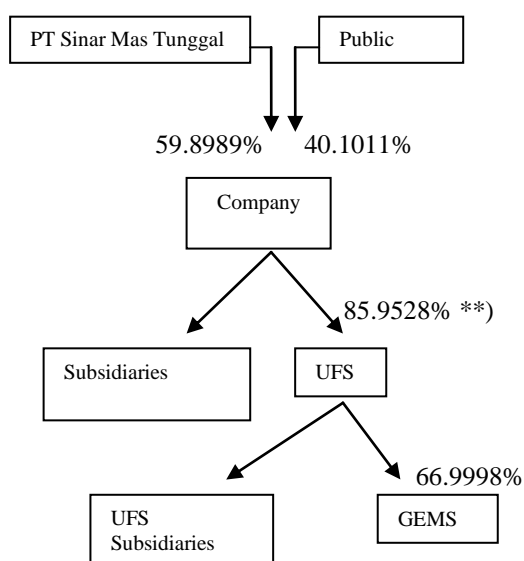 PT Sinar Mas Tunggal
Public
59.8989%
40.1011%
Company
85.9528% **)
Subsidiaries
UFS
66.9998%
UFS
Subsidiaries
GEMS